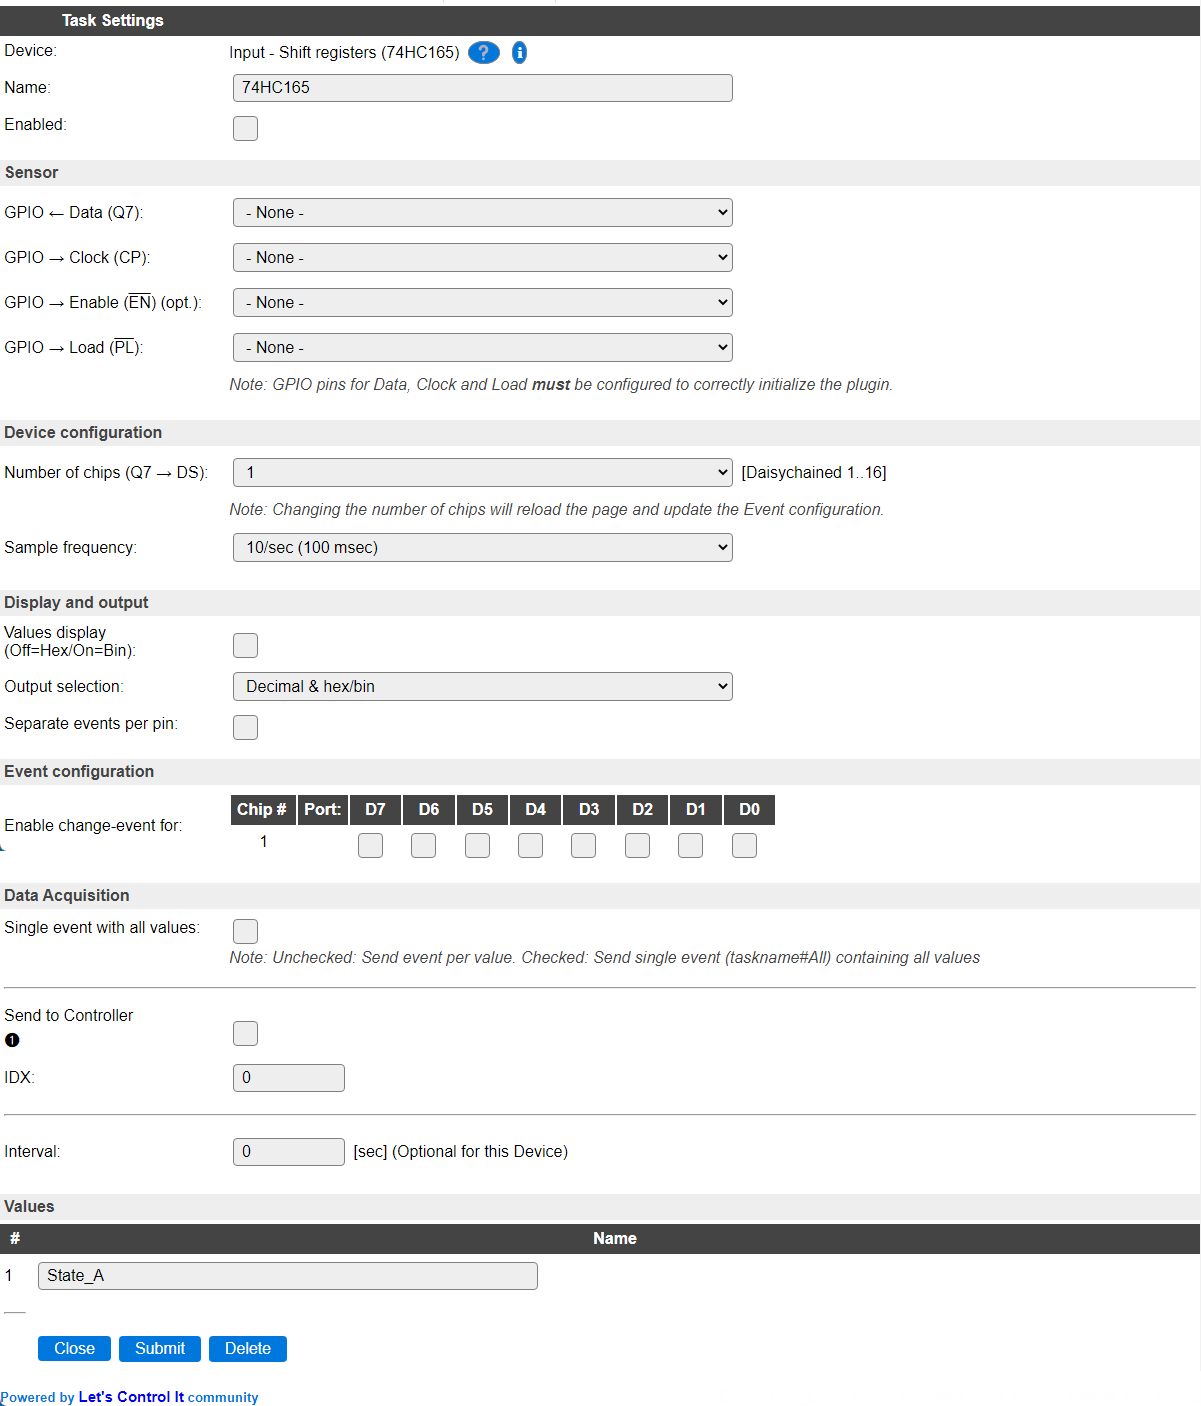 Task Settings
Device: Input - Shift registers (74HC165) ? i
Name: 74HC165
Enabled:
Sensor
GPIO ← Data (Q7): - None -
GPIO → Clock (CP): - None -
GPIO → Enable (E̅N̅) (opt.): - None -
GPIO → Load (P̅L̅): - None -
Note: GPIO pins for Data, Clock and Load must be configured to correctly initialize the plugin.
Device configuration
Number of chips (Q7 → DS): 1 [Daisychained 1..16]
Note: Changing the number of chips will reload the page and update the Event configuration.
Sample frequency: 10/sec (100 msec)
Display and output
Values display
(Off=Hex/On=Bin):
Output selection: Decimal & hex/bin
Separate events per pin:
Event configuration
Chip # Port: D7 D6 D5 D4 D3 D2 D1 D0
Enable change-event for:
1
Data Acquisition
Single event with all values:
Note: Unchecked: Send event per value. Checked: Send single event (taskname#All) containing all values
Send to Controller
❶
IDX: 0
Interval: 0 [sec] (Optional for this Device)
Values
# Name
1 State_A
Close Submit Delete
Powered by Let's Control It community